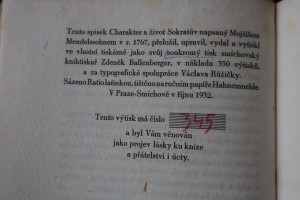 Tento spisek Charakter a život Sokratův napsaný Mojžíšem
Mendelssohnem v r. 1767, přeložil, upravil, vydal a vytiskl
ve vlastní tiskárně jako svůj soukromý tisk smíchovský
knihtiskař Zdeněk Ballenberger, v nákladu 350 výtisků,
a za typografické spolupráce Václava Růžičky.
Sázeno Ratiolatinkou, tištěno na ručním papíře Hahnemuehle.
V Praze-Smíchově v říjnu 1932.
Tento výtisk má číslo 345
a byl Vám věnován
jako projev lásky ku knize
a přátelství i úcty.